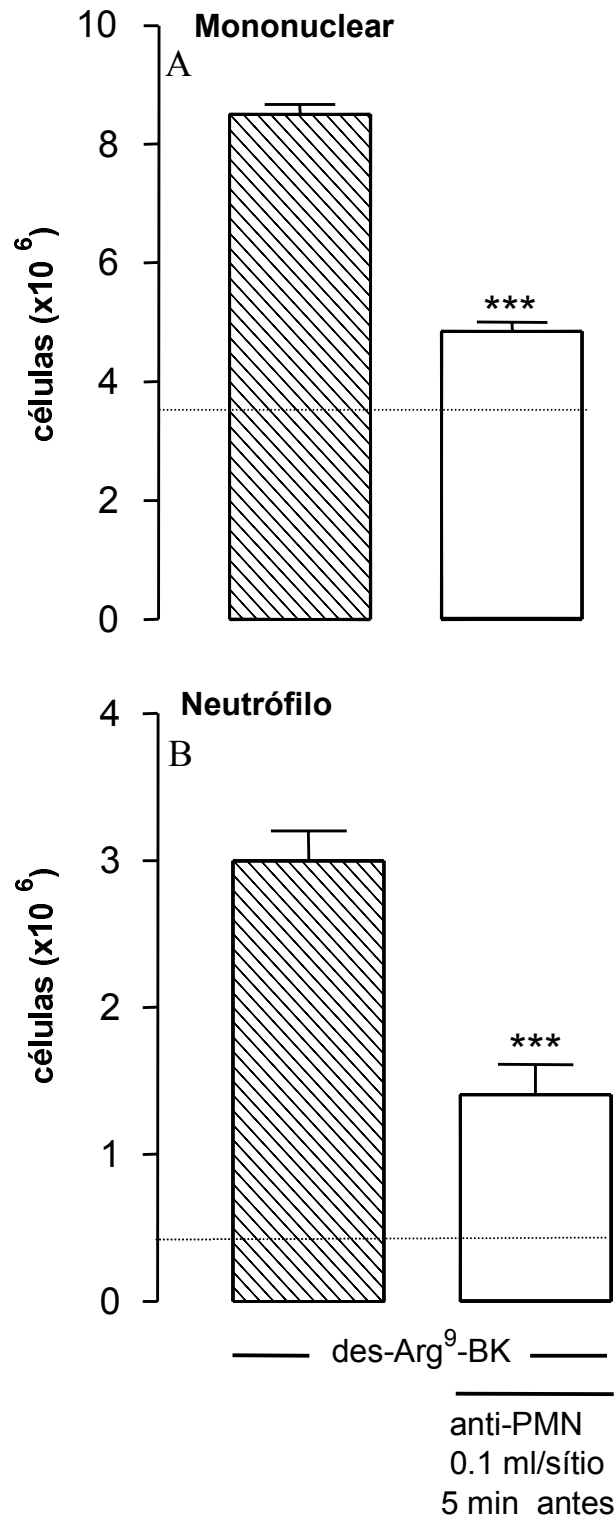 Mononuclear
A
10
8
6
4
2
0
células (x10 6)
***
Neutrófilo
B
4
3
2
1
0
células (x10 6)
***
des-Arg9-BK
anti-PMN
0.1 ml/sítio
5 min antes